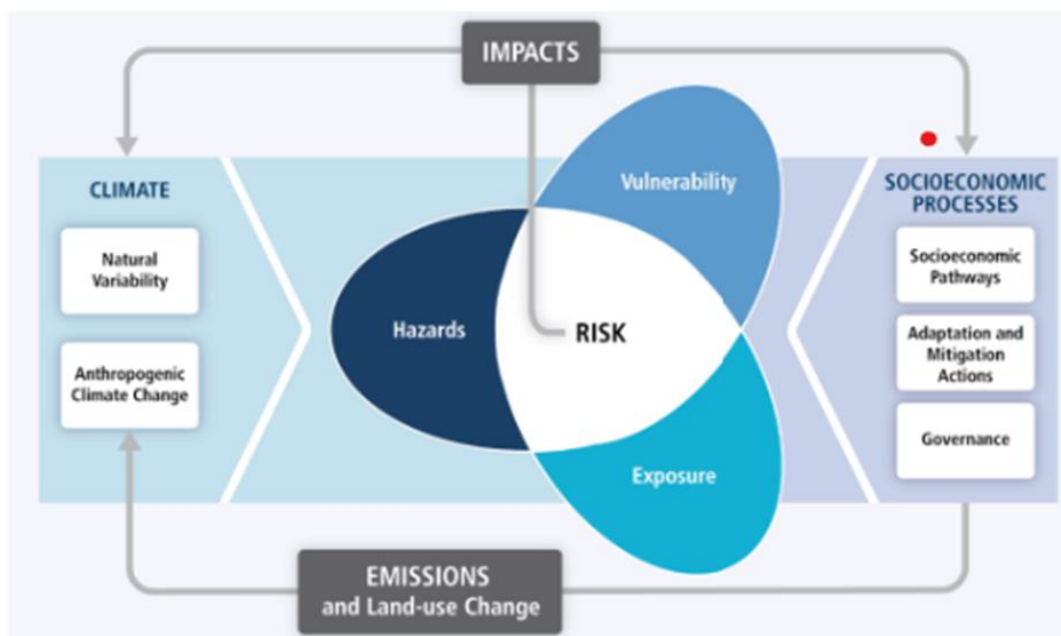 IMPACTS
CLIMATE
Natural
Variability
Anthropogenic
Climate Change
Hazards
Vulnerability
RISK
Exposure
SOCIOECONOMIC
PROCESSES
Socioeconomic
Pathways
Adaptation and
Mitigation
Actions
Governance
EMISSIONS
and Land-use Change